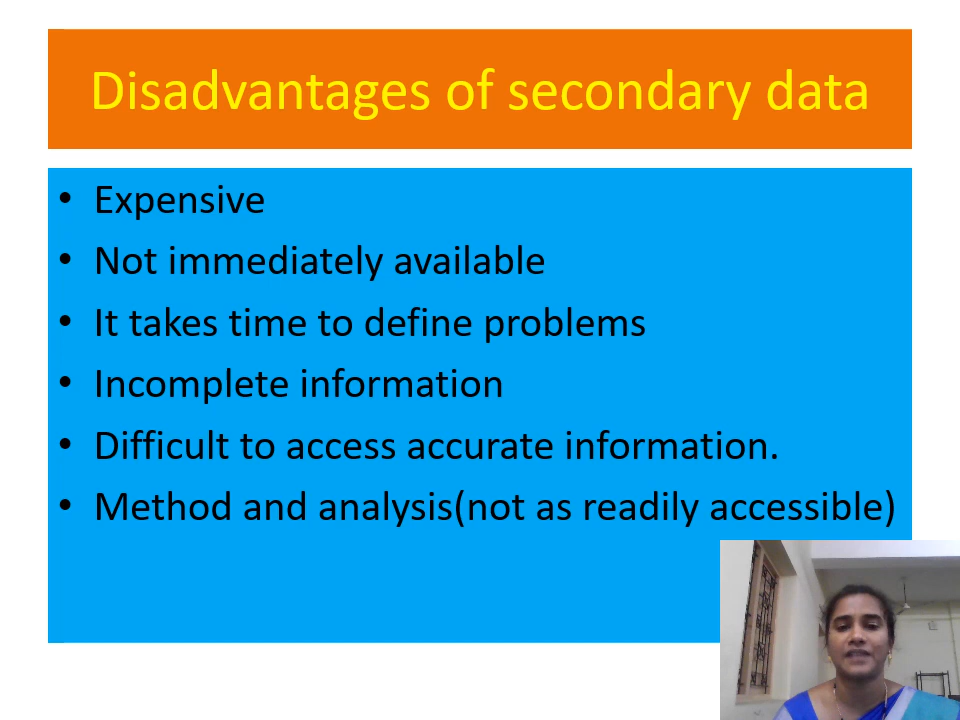 Disadvantages of secondary data
• Expensive
• Not immediately available
• It takes time to define problems
• Incomplete information
• Difficult to access accurate information.
• Method and analysis(not as readily accessible)